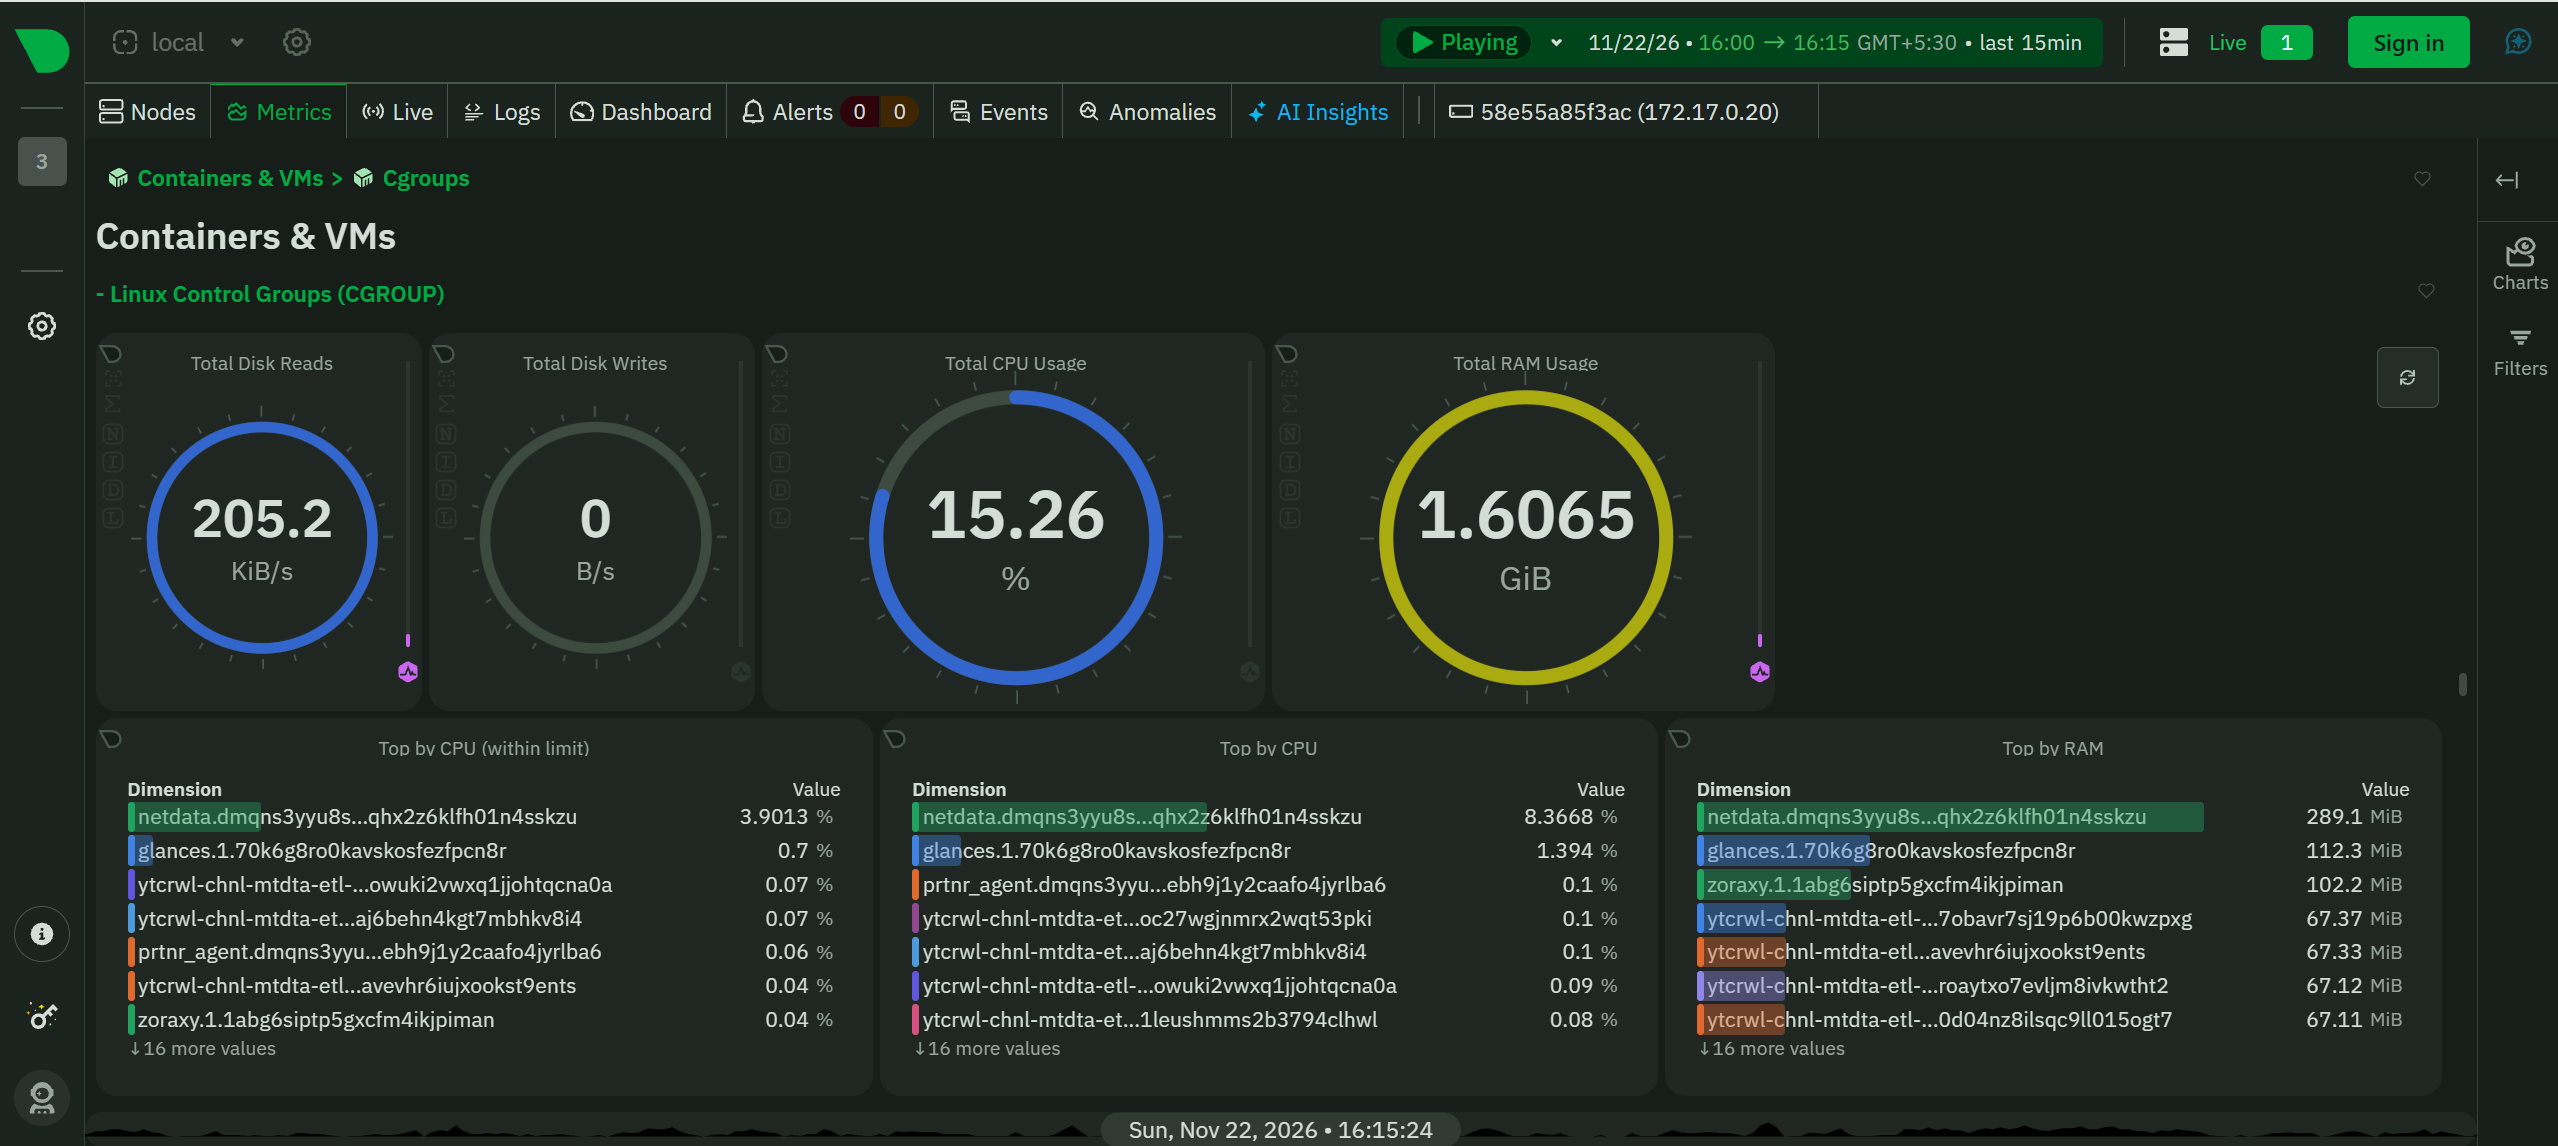 local
Playing 11/22/26 • 16:00 → 16:15 GMT+5:30 • last 15min
Live 1
Sign in
Nodes
Metrics
Live
Logs
Dashboard
Alerts 0 0
Events
Anomalies
AI Insights
58e55a85f3ac (172.17.0.20)
3
Containers & VMs > Cgroups
Containers & VMs
- Linux Control Groups (CGROUP)
Charts
Filters
Total Disk Reads
N
I
D
L
205.2
KiB/s
Total Disk Writes
N
I
D
L
0
B/s
Total CPU Usage
N
I
D
L
15.26
%
Total RAM Usage
N
I
D
L
1.6065
GiB
Top by CPU (within limit)
Dimension Value
netdata.dmqns3yyu8s...qhx2z6klfh01n4sskzu 3.9013 %
glances.1.70k6g8ro0kavskosfezfpcn8r 0.7 %
ytcrwl-chnl-mtdta-etl-...owuki2vwxq1jjohtqcna0a 0.07 %
ytcrwl-chnl-mtdta-et...aj6behn4kgt7mbhkv8i4 0.07 %
prtnr_agent.dmqns3yyu...ebh9j1y2caafo4jyrlba6 0.06 %
ytcrwl-chnl-mtdta-etl...avevhr6iujxookst9ents 0.04 %
zoraxy.1.1abg6siptp5gxcfm4ikjpiman 0.04 %
↓16 more values
Top by CPU
Dimension Value
netdata.dmqns3yyu8s...qhx2z6klfh01n4sskzu 8.3668 %
glances.1.70k6g8ro0kavskosfezfpcn8r 1.394 %
prtnr_agent.dmqns3yyu...ebh9j1y2caafo4jyrlba6 0.1 %
ytcrwl-chnl-mtdta-et...oc27wgjnmrx2wqt53pki 0.1 %
ytcrwl-chnl-mtdta-et...aj6behn4kgt7mbhkv8i4 0.1 %
ytcrwl-chnl-mtdta-etl-...owuki2vwxq1jjohtqcna0a 0.09 %
ytcrwl-chnl-mtdta-et...1leushmms2b3794clhwl 0.08 %
↓16 more values
Top by RAM
Dimension Value
netdata.dmqns3yyu8s...qhx2z6klfh01n4sskzu 289.1 MiB
glances.1.70k6g8ro0kavskosfezfpcn8r 112.3 MiB
zoraxy.1.1abg6siptp5gxcfm4ikjpiman 102.2 MiB
ytcrwl-chnl-mtdta-etl-...7obavr7sj19p6b00kwzpxg 67.37 MiB
ytcrwl-chnl-mtdta-etl...avevhr6iujxookst9ents 67.33 MiB
ytcrwl-chnl-mtdta-etl-...roaytxo7evljm8ivkwtht2 67.12 MiB
ytcrwl-chnl-mtdta-etl-...0d04nz8ilsqc9ll015ogt7 67.11 MiB
↓16 more values
Sun, Nov 22, 2026 • 16:15:24